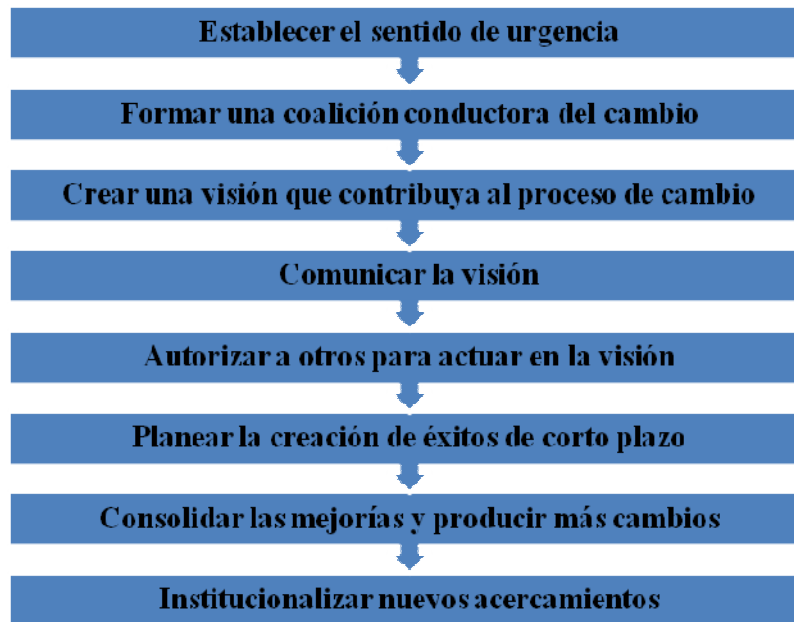 Establecer el sentido de urgencia
Formar una coalición conductora del cambio
Crear una visión que contribuya al proceso de cambio
Comunicar la visión
Autorizar a otros para actuar en la visión
Planear la creación de éxitos de corto plazo
Consolidar las mejorías y producir más cambios
Institucionalizar nuevos acercamientos